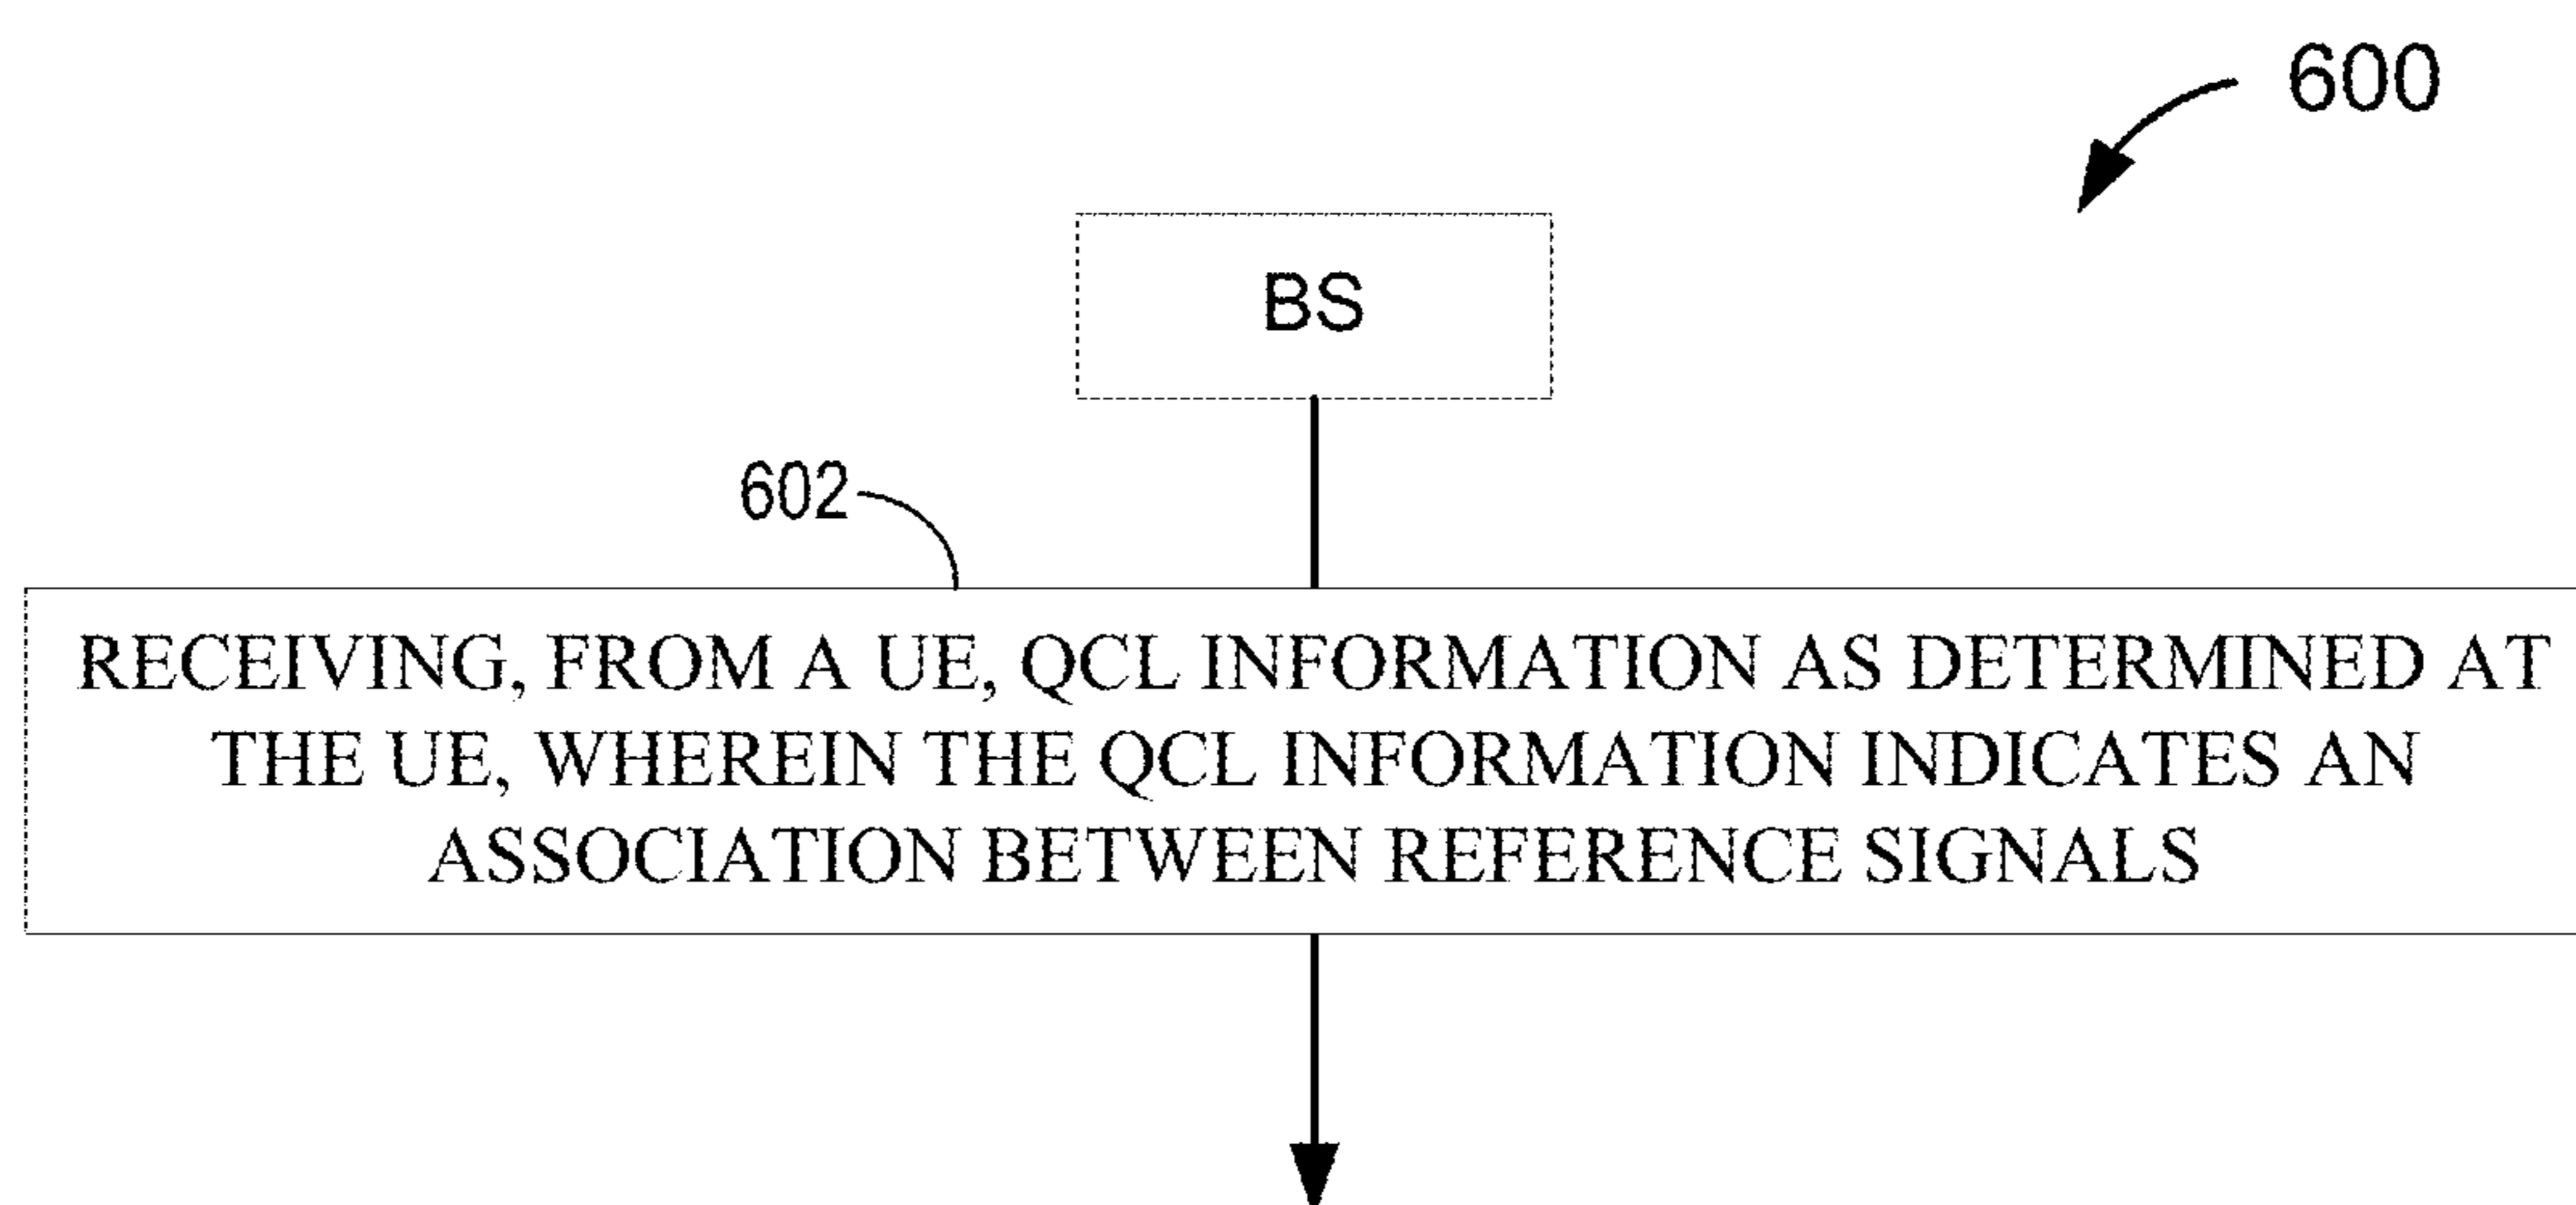 600
BS
602
RECEIVING, FROM A UE, QCL INFORMATION AS DETERMINED AT
THE UE, WHEREIN THE QCL INFORMATION INDICATES AN
ASSOCIATION BETWEEN REFERENCE SIGNALS